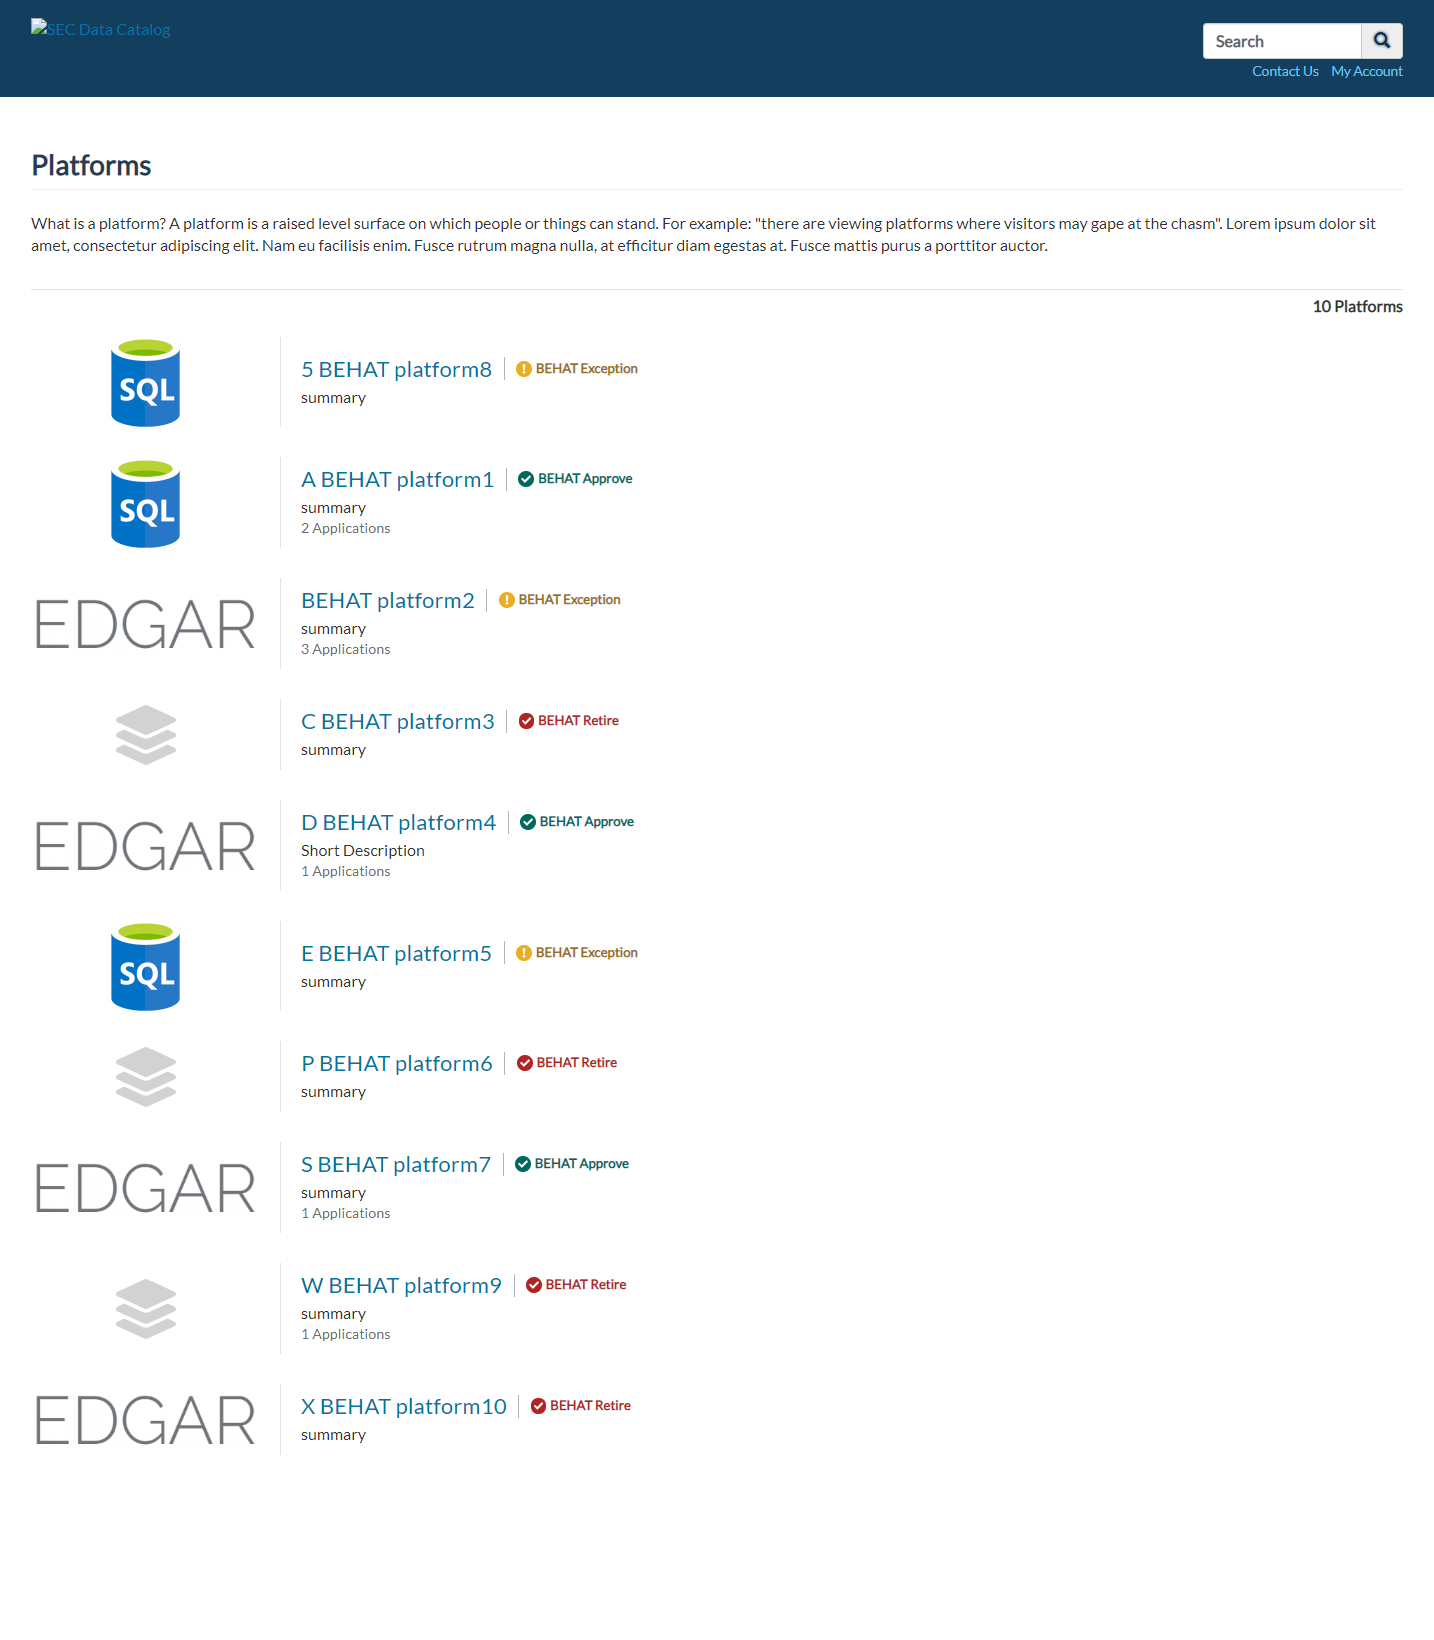 SEC Data Catalog
Search
Contact Us My Account
Platforms
What is a platform? A platform is a raised level surface on which people or things can stand. For example: "there are viewing platforms where visitors may gape at the chasm". Lorem ipsum dolor sit
amet, consectetur adipiscing elit. Nam eu facilisis enim. Fusce rutrum magna nulla, at efficitur diam egestas at. Fusce mattis purus a porttitor auctor.
10 Platforms
SQL
5 BEHAT platform8 BEHAT Exception
summary
SQL
A BEHAT platform1 BEHAT Approve
summary
2 Applications
EDGAR
BEHAT platform2 BEHAT Exception
summary
3 Applications
C BEHAT platform3 BEHAT Retire
summary
EDGAR
D BEHAT platform4 BEHAT Approve
Short Description
1 Applications
SQL
E BEHAT platform5 BEHAT Exception
summary
P BEHAT platform6 BEHAT Retire
summary
EDGAR
S BEHAT platform7 BEHAT Approve
summary
1 Applications
W BEHAT platform9 BEHAT Retire
summary
1 Applications
EDGAR
X BEHAT platform10 BEHAT Retire
summary